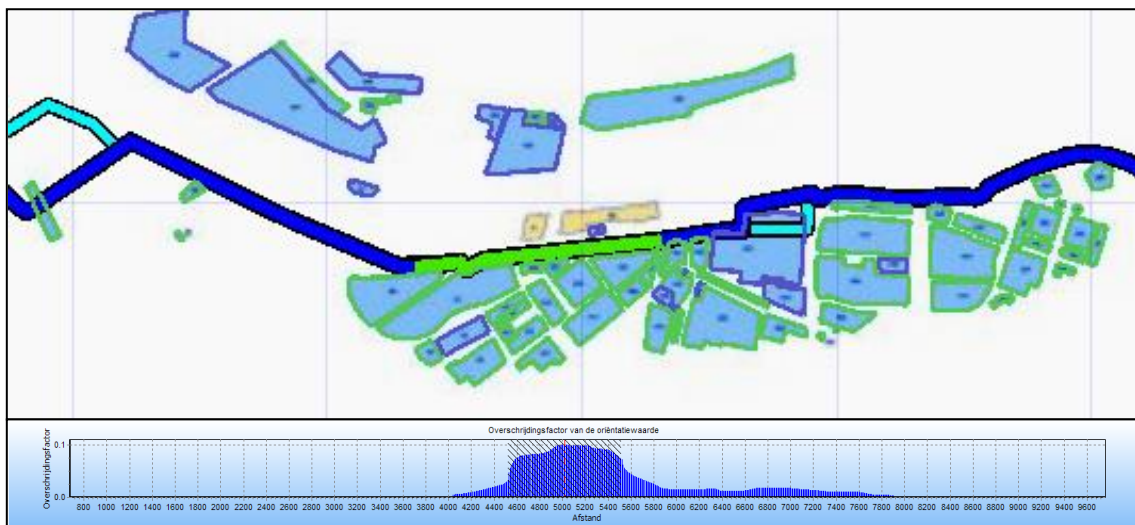 Overschrijdingsfactor van de oriëntatiewaarde
Overschrijdingsfactor
0.1
0.0
800 1000 1200 1400 1600 1800 2000 2200 2400 2600 2800 3000 3200 3400 3600 3800 4000 4200 4400 4600 4800 5000 5200 5400 5600 5800 6000 6200 6400 6600 6800 7000 7200 7400 7600 7800 8000 8200 8400 8600 8800 9000 9200 9400 9600
Afstand